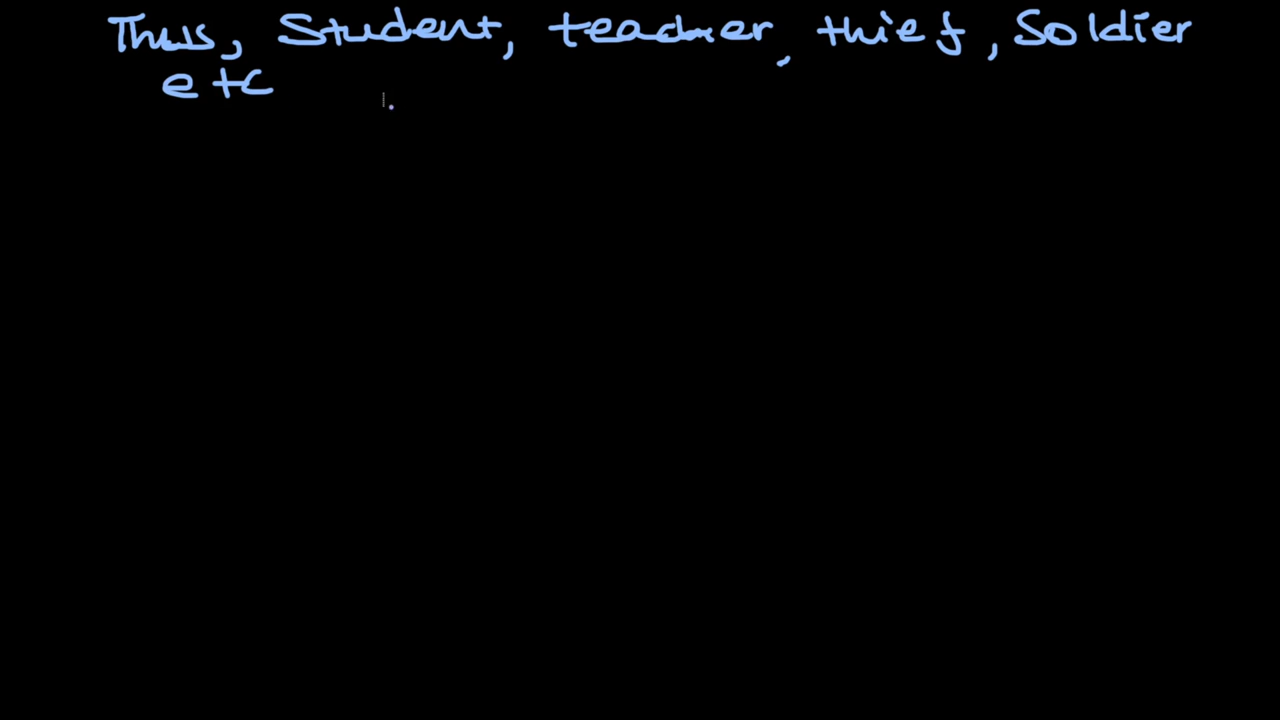 Thus, Student, teacher, thief, Soldier
etc